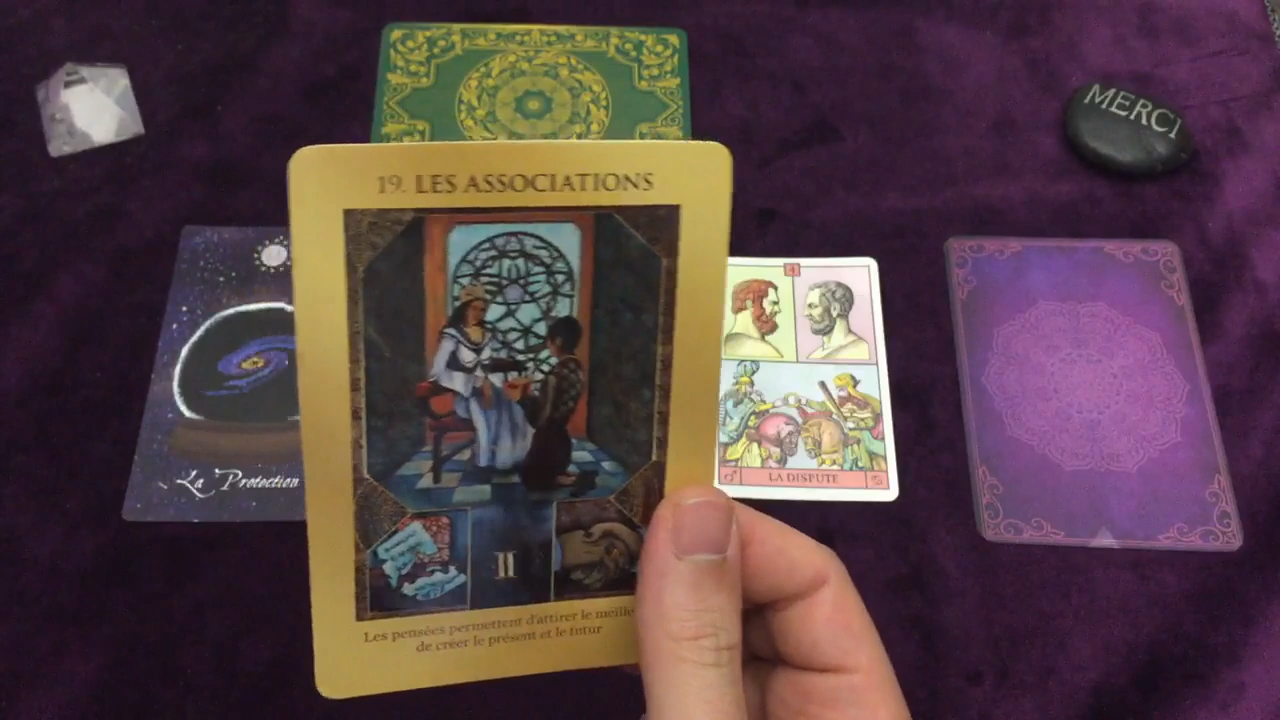 MERCI
19. LES ASSOCIATIONS
4
La Protection
LA DISPUTE
II
Les pensées permettent d'attirer le
de créer le présent et le futur